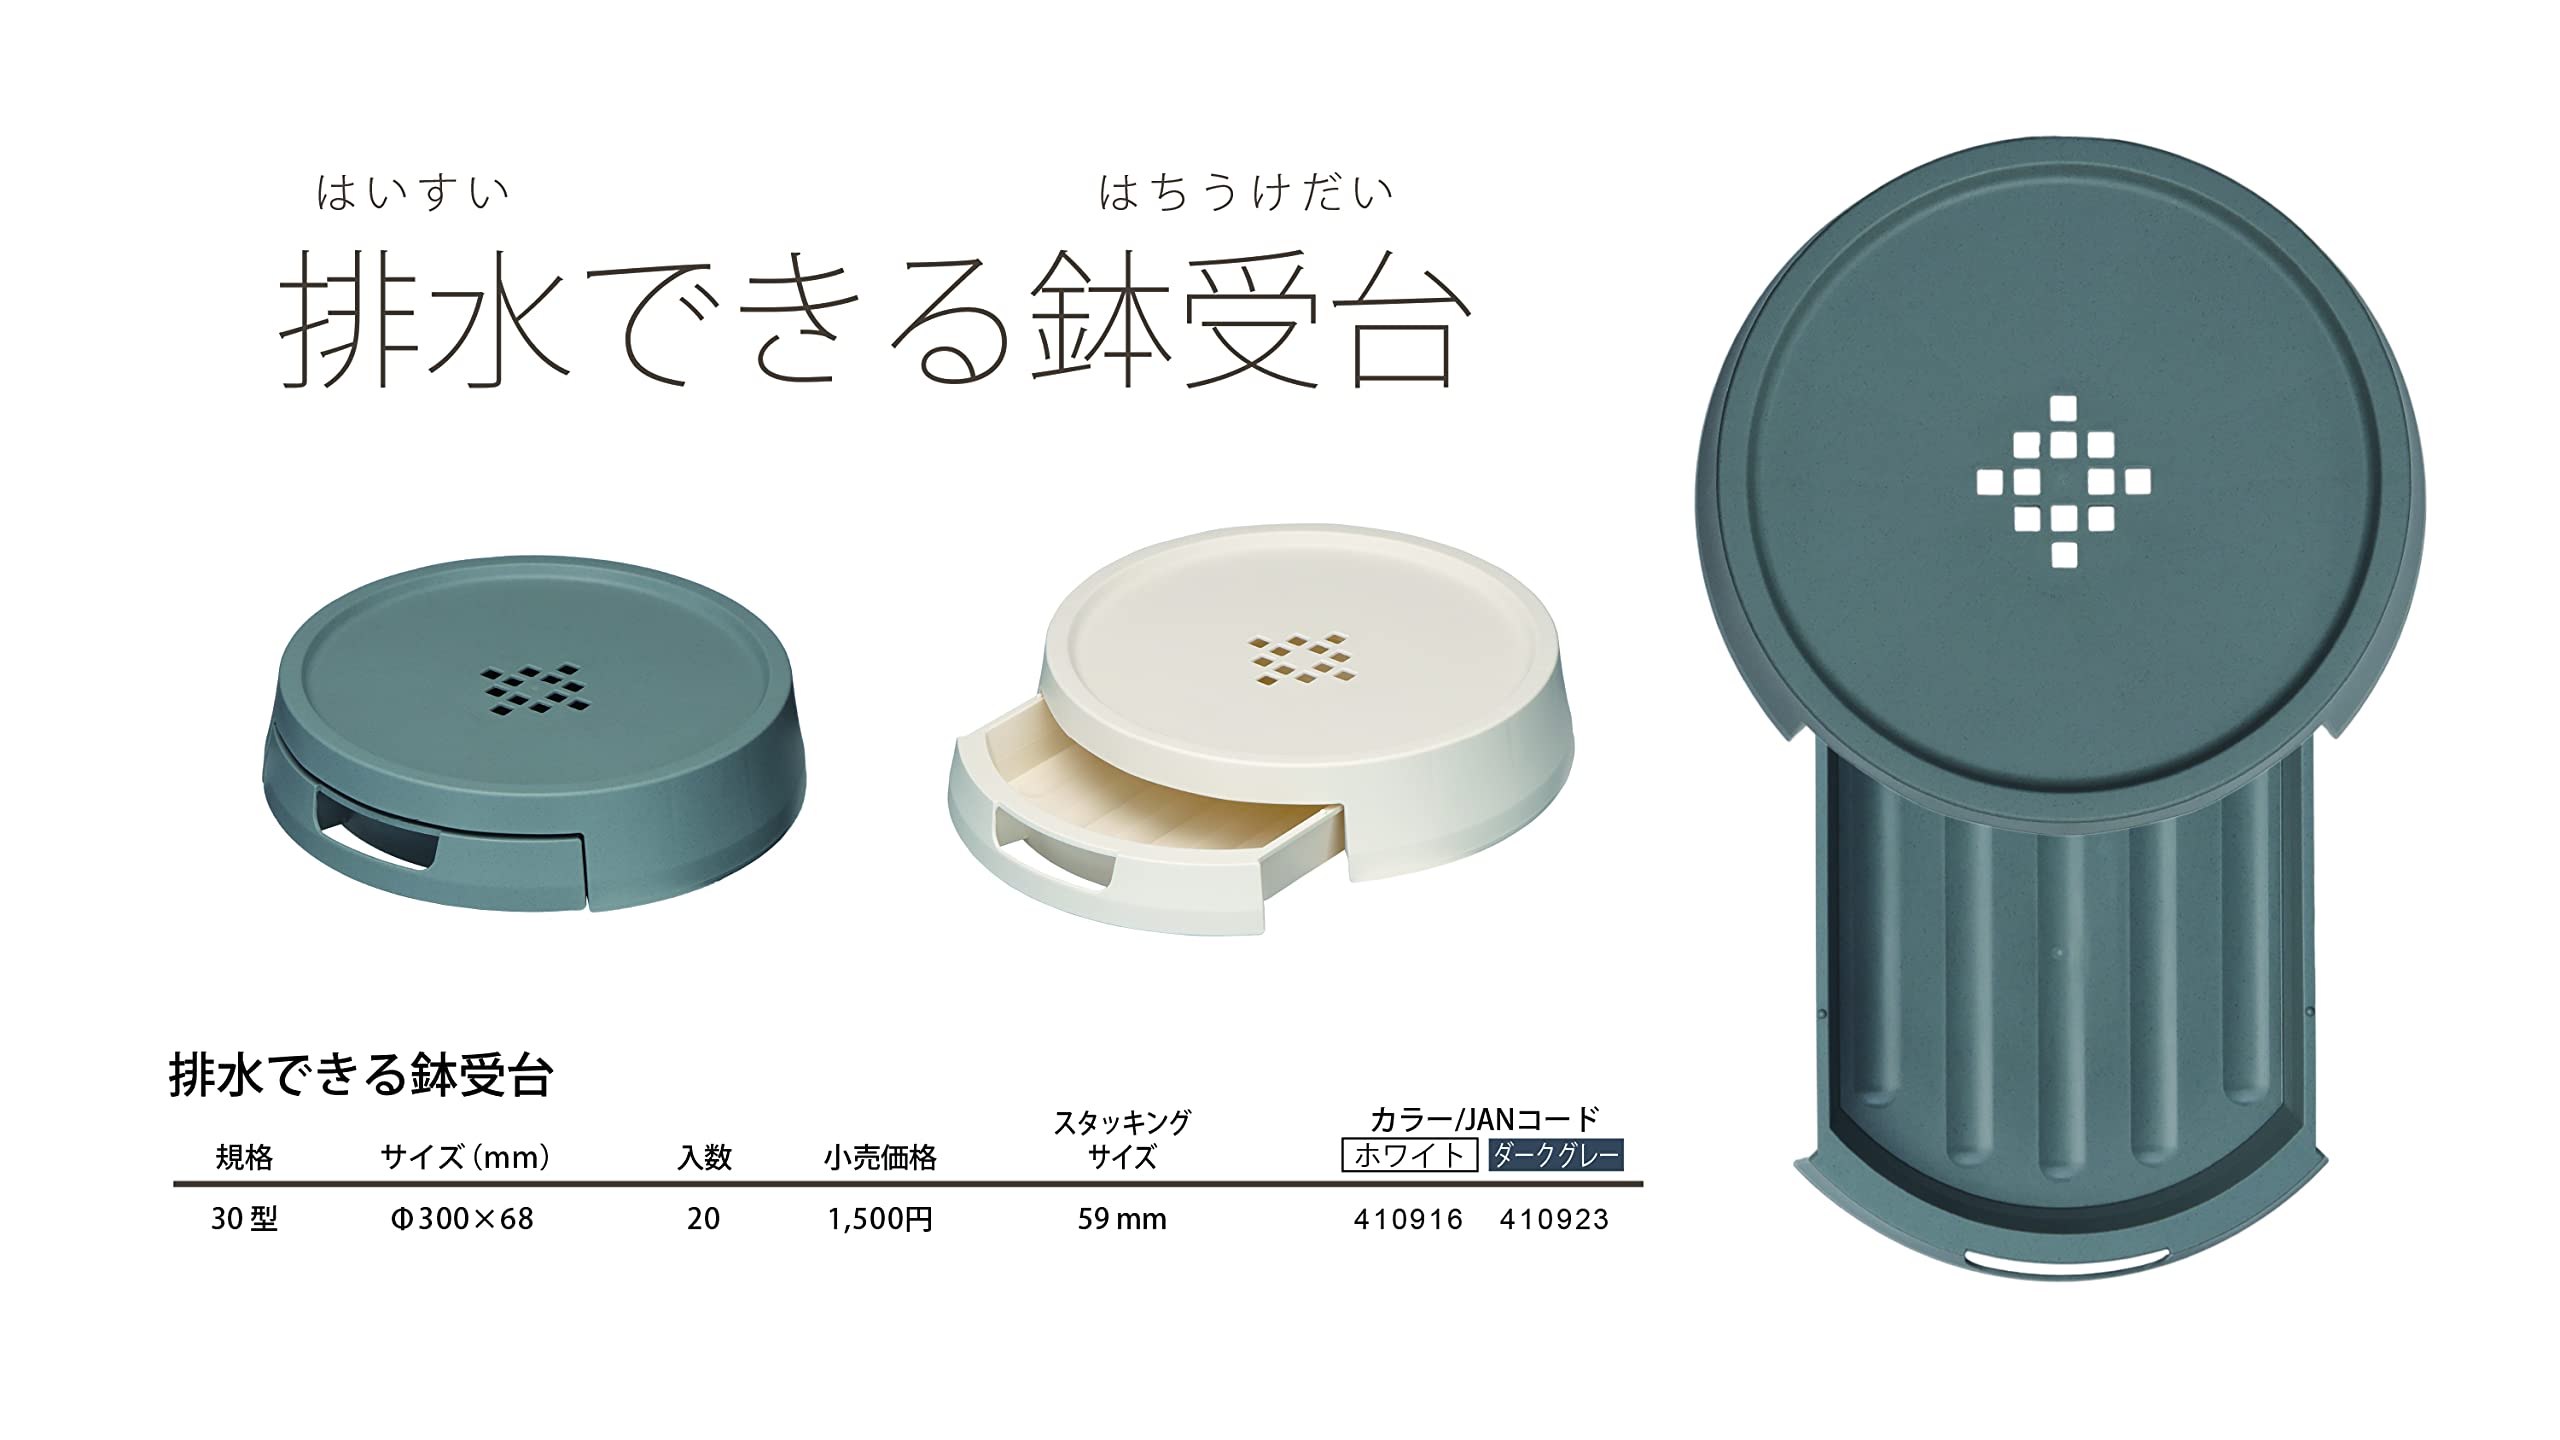 はいすい はちうけだい
排水できる鉢受台
排水できる鉢受台
スタッキング カラー/JANコード
規格 サイズ(mm) 入数 小売価格 サイズ ホワイト ダークグレー
30型 Φ300×68 20 1,500円 59mm 410916 410923